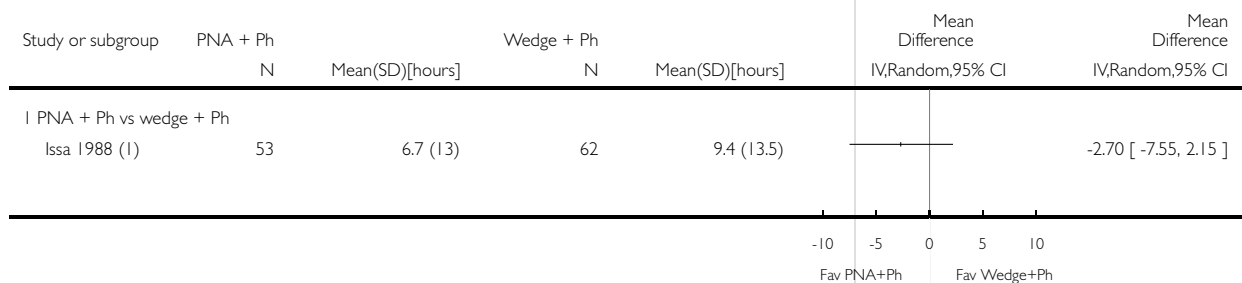 Mean Mean
Study or subgroup PNA + Ph Wedge + Ph Difference Difference
N Mean(SD)[hours] N Mean(SD)[hours] IV,Random,95% CI IV,Random,95% CI
1 PNA + Ph vs wedge + Ph
Issa 1988 (1) 53 6.7 (13) 62 9.4 (13.5) -2.70 [ -7.55, 2.15 ]
-10 -5 0 5 10
Fav PNA+Ph Fav Wedge+Ph